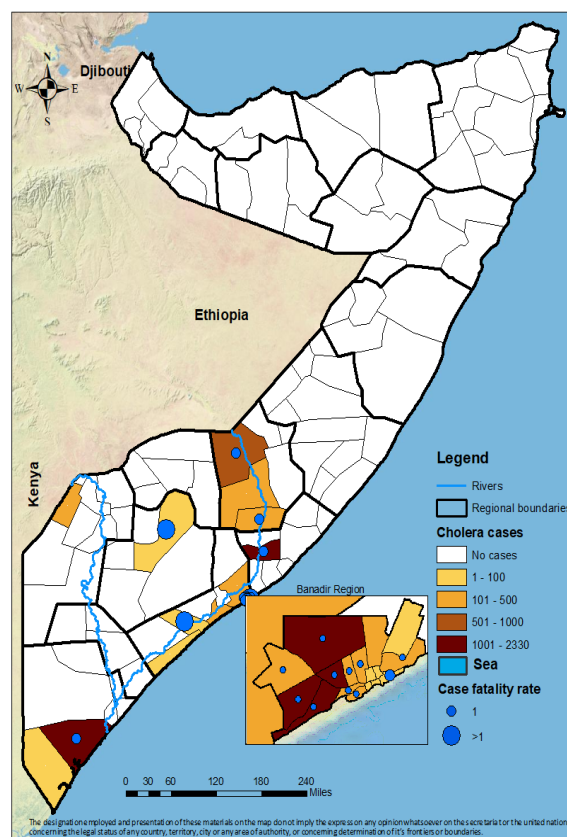 Djibouti
N
W
E
S
Ethiopia
Kenya
Legend
Rivers
Regional boundaries
Cholera cases
No cases
1 - 100
101 - 500
501 - 1000
1001 - 2330
Sea
Case fatality rate
1
>1
Banadir Region
0 30 60 120 180 240
Miles
The designation employed and presentation of these materials on the map do not imply the express on any opinion whatsoever on the secretariat or the united nation
concerning the legal status of any country, territory, city or any area of authority, or concerning determination of it's frontiers or boundaries.